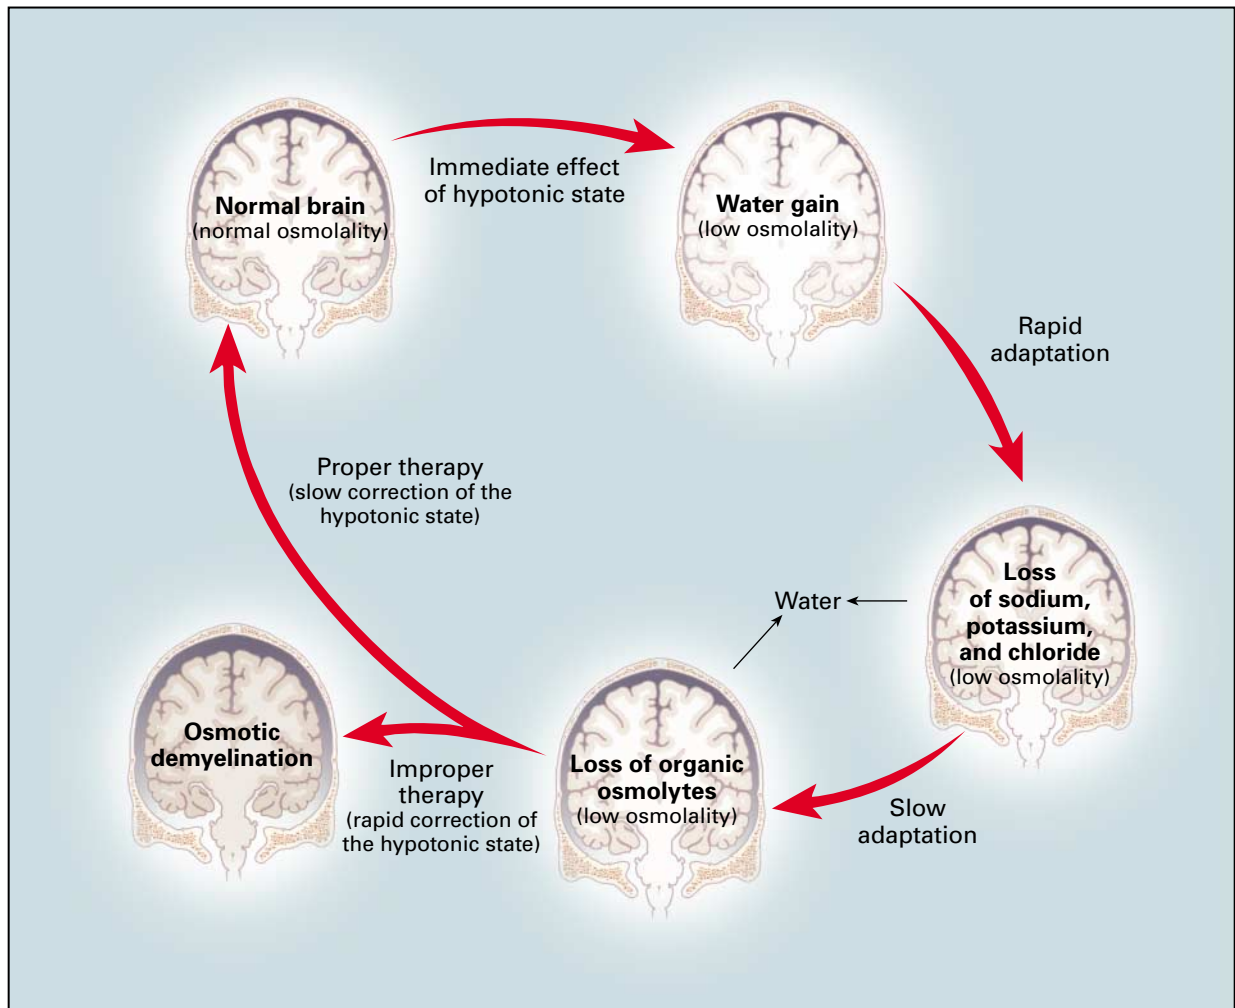 Normal brain
(normal osmolality)
Immediate effect
of hypotonic state
Water gain
(low osmolality)
Rapid
adaptation
Loss
of sodium,
potassium,
and chloride
(low osmolality)
Water
Slow
adaptation
Loss of organic
osmolytes
(low osmolality)
Proper therapy
(slow correction of the
hypotonic state)
Improper
therapy
(rapid correction of
the hypotonic state)
Osmotic
demyelination